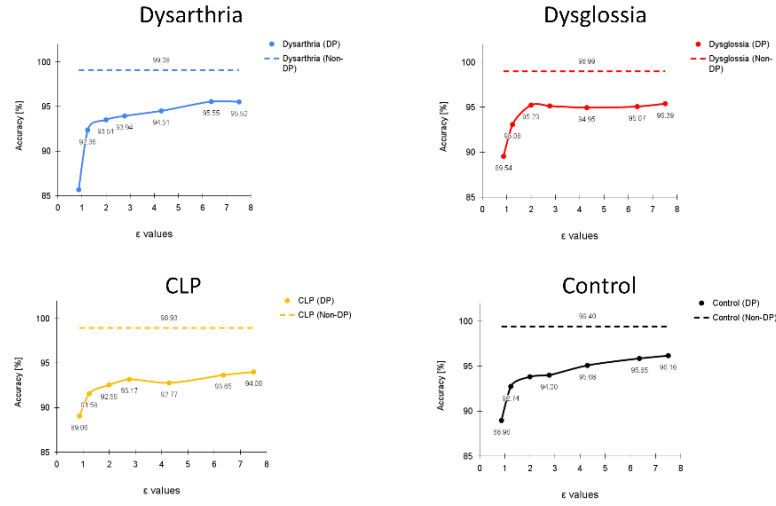 Dysarthria
Dysarthria (DP)
Dysarthria (Non-
DP)
Accuracy [%]
100
95
90
85
99.08
92.36
93.51
93.94
94.51
95.55
95.52
0 1 2 3 4 5 6 7 8
ε values
Dysglossia
Dysglossia (DP)
Dysglossia (Non-
DP)
Accuracy [%]
100
95
90
85
98.99
89.54
93.08
95.23
94.95
95.07
95.39
0 1 2 3 4 5 6 7 8
ε values
CLP
CLP (DP)
CLP (Non-DP)
Accuracy [%]
100
95
90
85
98.93
89.06
91.58
92.55
93.17
92.77
93.65
94.00
0 1 2 3 4 5 6 7 8
ε values
Control
Control (DP)
Control (Non-DP)
Accuracy [%]
100
95
90
85
99.40
88.96
92.74
94.00
95.08
95.85
96.16
0 1 2 3 4 5 6 7 8
ε values